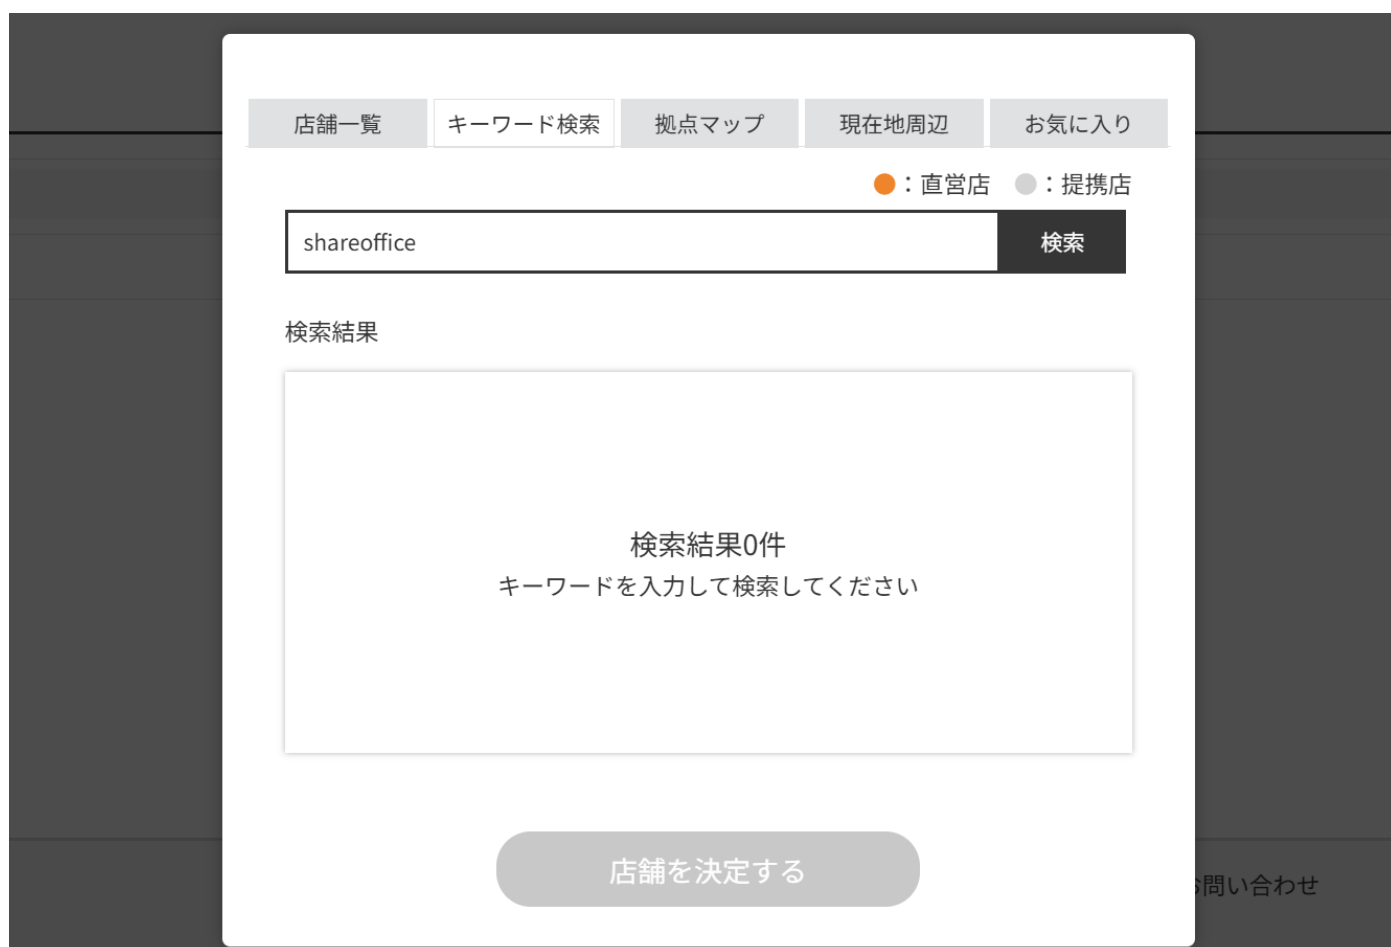 店舗一覧 キーワード検索 拠点マップ 現在地周辺 お気に入り
：直営店 ：提携店
shareoffice 検索
検索結果
検索結果0件
キーワードを入力して検索してください
店舗を決定する
問い合わせ